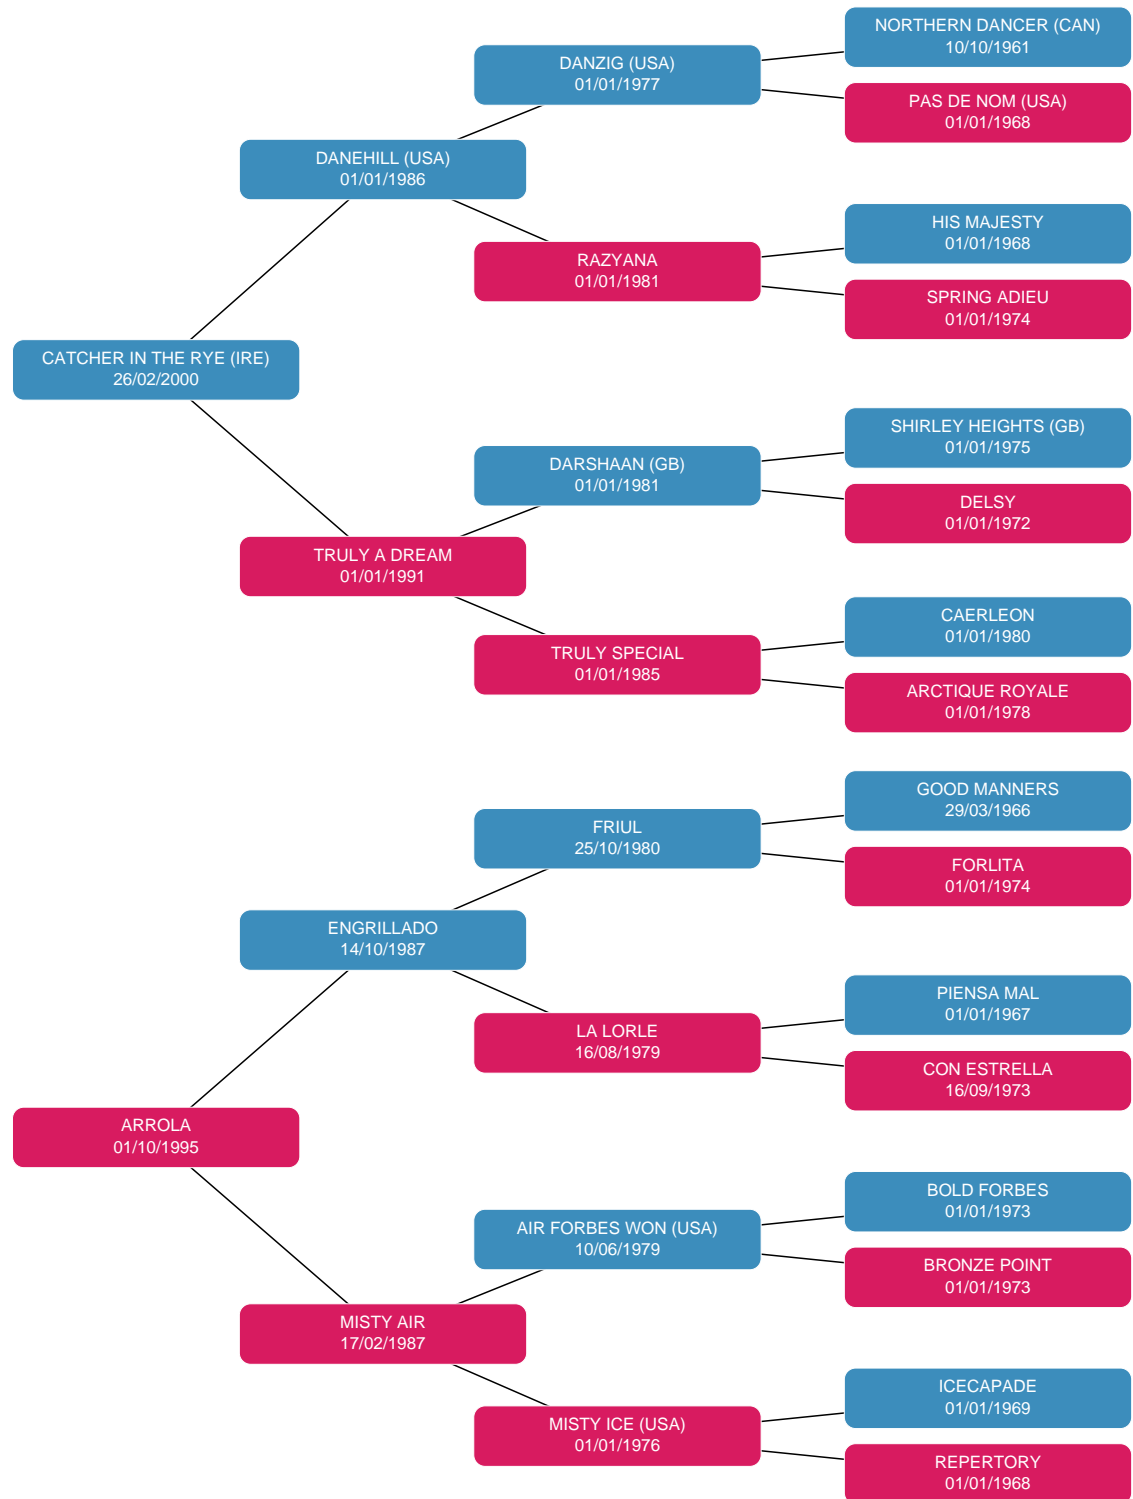 NORTHERN DANCER (CAN)
10/10/1961
DANZIG (USA)
01/01/1977
PAS DE NOM (USA)
01/01/1968
DANEHILL (USA)
01/01/1986
HIS MAJESTY
01/01/1968
RAZYANA
01/01/1981
SPRING ADIEU
01/01/1974
CATCHER IN THE RYE (IRE)
26/02/2000
SHIRLEY HEIGHTS (GB)
01/01/1975
DARSHAAN (GB)
01/01/1981
DELSY
01/01/1972
TRULY A DREAM
01/01/1991
CAERLEON
01/01/1980
TRULY SPECIAL
01/01/1985
ARCTIQUE ROYALE
01/01/1978
GOOD MANNERS
29/03/1966
FRIUL
25/10/1980
FORLITA
01/01/1974
ENGRILLADO
14/10/1987
PIENSA MAL
01/01/1967
LA LORLE
16/08/1979
CON ESTRELLA
16/09/1973
ARROLA
01/10/1995
BOLD FORBES
01/01/1973
AIR FORBES WON (USA)
10/06/1979
BRONZE POINT
01/01/1973
MISTY AIR
17/02/1987
ICECAPADE
01/01/1969
MISTY ICE (USA)
01/01/1976
REPERTORY
01/01/1968